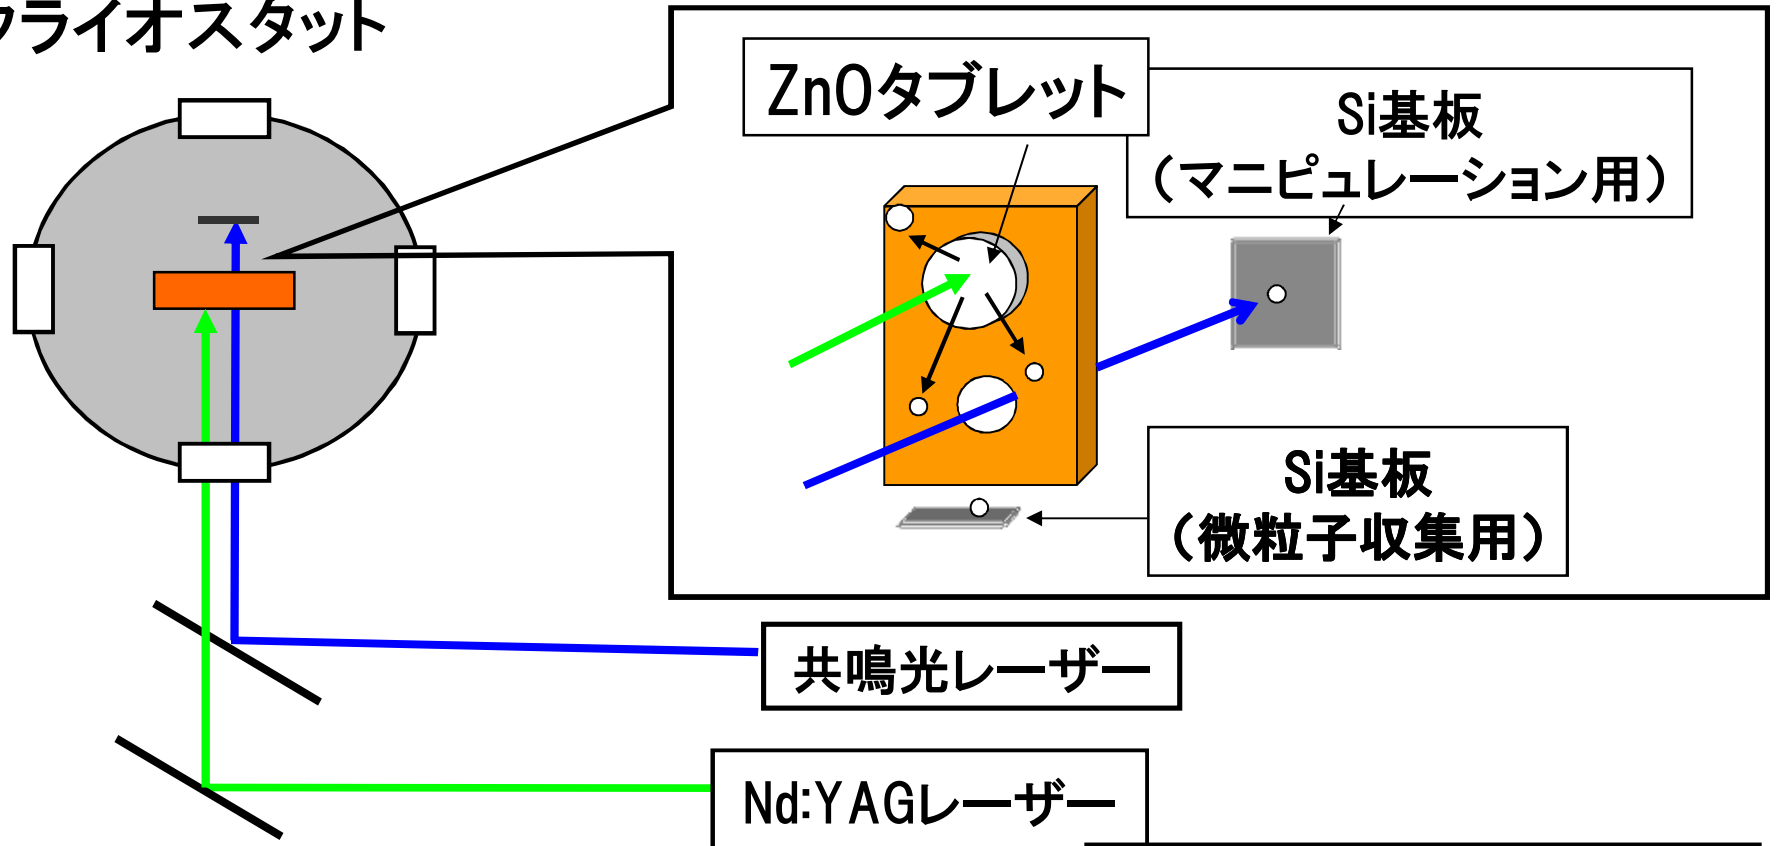 クライオスタット
ZnOタブレット
Si基板
（マニピュレーション用）
Si基板
（微粒子収集用）
共鳴光レーザー
Nd:YAGレーザー